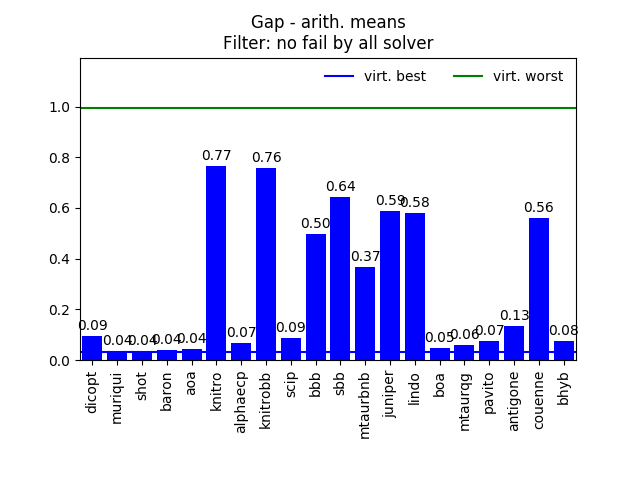 Gap - arith. means
Filter: no fail by all solver
virt. best
virt. worst
1.0
0.8
0.6
0.4
0.2
0.0
0.09
0.04
0.04
0.04
0.04
0.77
0.07
0.76
0.09
0.50
0.64
0.37
0.59
0.58
0.05
0.06
0.07
0.13
0.56
0.08
dicopt
muriqui
shot
baron
aoa
knitro
alphaecp
knitrobb
scip
bbb
sbb
mtaurbnb
juniper
lindo
boa
mtaurqg
pavito
antigone
couenne
bhyb